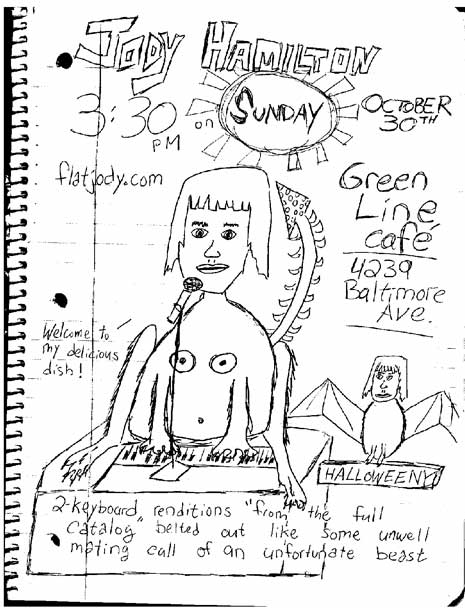 JODY HAMILTON
3:30
PM
on
SUNDAY
OCTOBER
30TH
flatjody.com
Green
Line
café
4239
Baltimore
Ave.
Welcome to
my delicious
dish!
HALLOWEENY
2-keyboard renditions "from the full
catalog" belted out like some unwell
mating call of an unfortunate beast